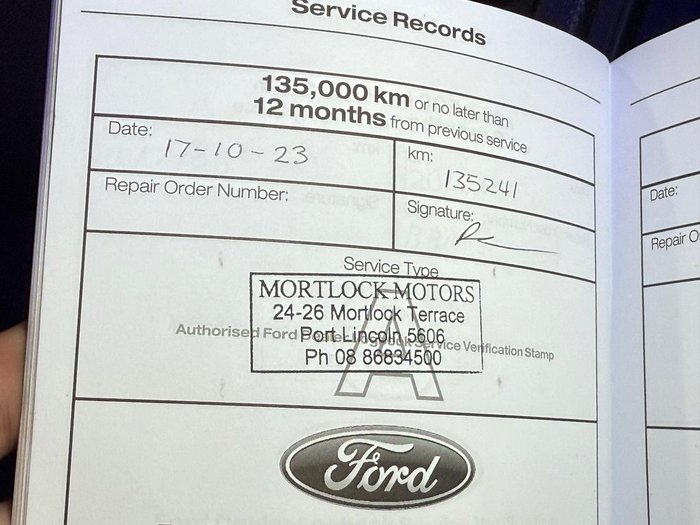 Service Records
135,000 km or no later than
12 months from previous service
Date: 17-10-23
km: 135241
Repair Order Number:
Signature:
Service Type
MORTLOCK MOTORS
24-26 Mortlock Terrace
Authorised Ford Service Verification Stamp
Port Lincoln 5606
Ph 08 86834500
A
Ford
Date:
Repair O